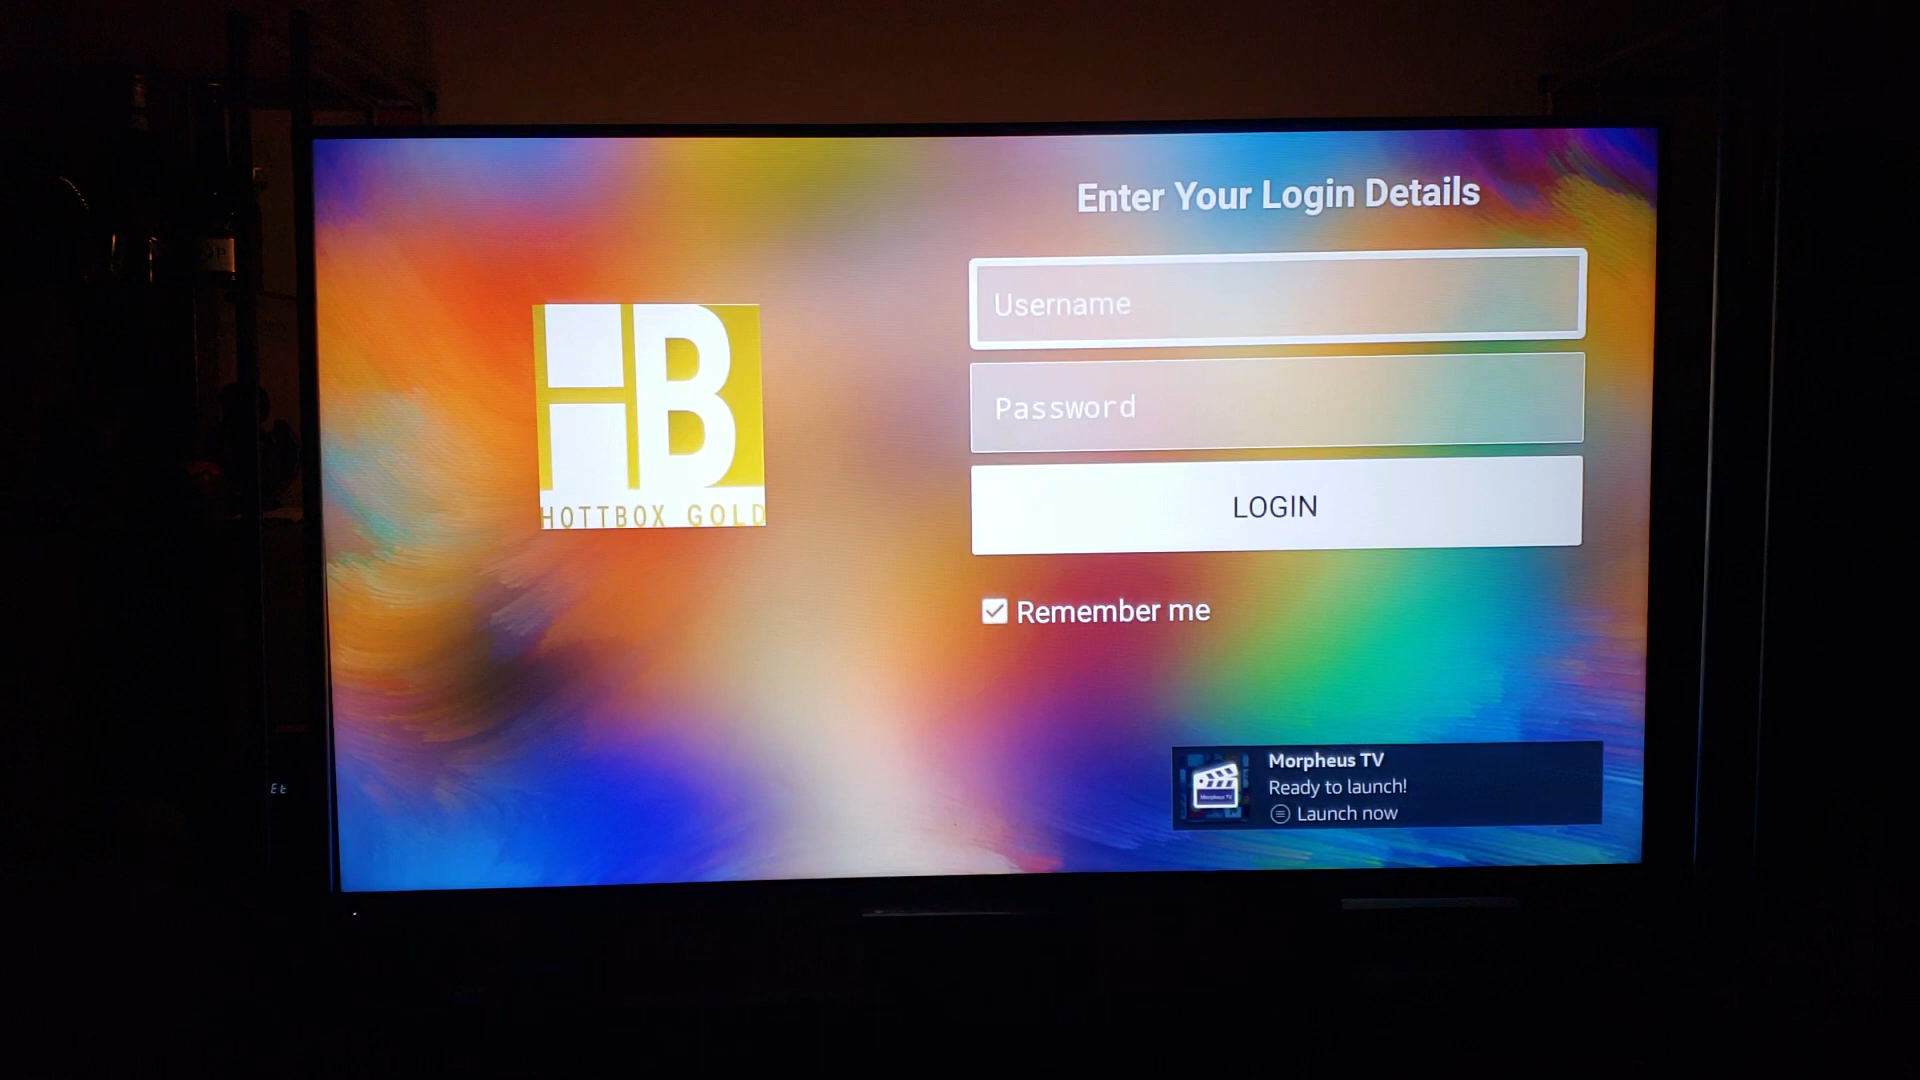 Enter Your Login Details
Username
Password
LOGIN
Remember me
HB
HOTTBOX GOLD
Morpheus TV
Ready to launch!
Launch now